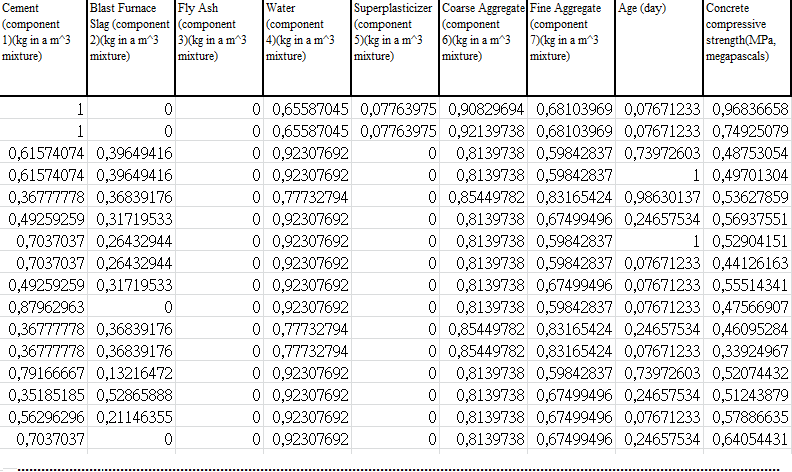 Cement (component 1)(kg in a m^3 mixture) Blast Furnace Slag (component 2)(kg in a m^3 mixture) Fly Ash (component 3)(kg in a m^3 mixture) Water (component 4)(kg in a m^3 mixture) Superplasticizer (component 5)(kg in a m^3 mixture) Coarse Aggregate (component 6)(kg in a m^3 mixture) Fine Aggregate (component 7)(kg in a m^3 mixture) Age (day) Concrete compressive strength(MPa, megapascals)
1 0 0 0,65587045 0,07763975 0,90829694 0,68103969 0,07671233 0,96836658
1 0 0 0,65587045 0,07763975 0,92139738 0,68103969 0,07671233 0,74925079
0,61574074 0,39649416 0 0,92307692 0 0,8139738 0,59842837 0,73972603 0,48753054
0,61574074 0,39649416 0 0,92307692 0 0,8139738 0,59842837 1 0,49701304
0,36777778 0,36839176 0 0,77732794 0 0,85449782 0,83165424 0,98630137 0,53627859
0,49259259 0,31719533 0 0,92307692 0 0,8139738 0,67499496 0,24657534 0,56937551
0,7037037 0,26432944 0 0,92307692 0 0,8139738 0,59842837 1 0,52904151
0,7037037 0,26432944 0 0,92307692 0 0,8139738 0,59842837 0,07671233 0,44126163
0,49259259 0,31719533 0 0,92307692 0 0,8139738 0,67499496 0,07671233 0,55514341
0,87962963 0 0 0,92307692 0 0,8139738 0,59842837 0,07671233 0,47566907
0,36777778 0,36839176 0 0,77732794 0 0,85449782 0,83165424 0,24657534 0,46095284
0,36777778 0,36839176 0 0,77732794 0 0,85449782 0,83165424 0,07671233 0,33924967
0,79166667 0,13216472 0 0,92307692 0 0,8139738 0,59842837 0,73972603 0,52074432
0,35185185 0,52865888 0 0,92307692 0 0,8139738 0,67499496 0,24657534 0,51243879
0,56296296 0,21146355 0 0,92307692 0 0,8139738 0,67499496 0,07671233 0,57886635
0,7037037 0 0 0,92307692 0 0,8139738 0,67499496 0,24657534 0,64054431